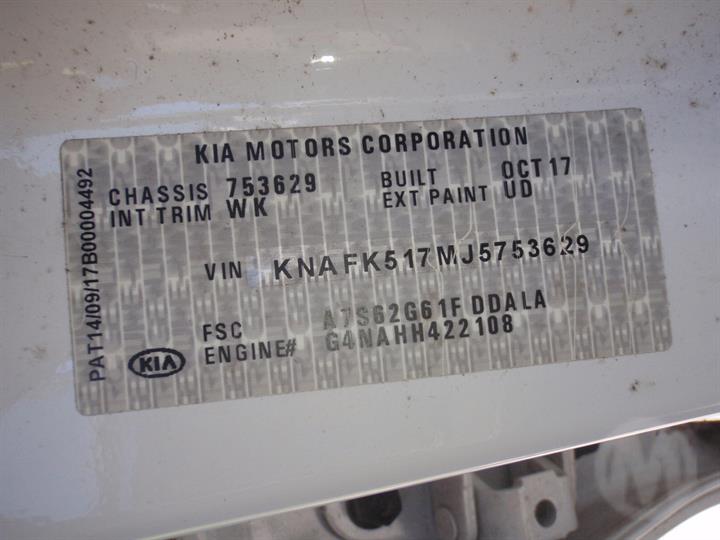 KIA MOTORS CORPORATION
CHASSIS 753629 BUILT OCT 17
INT TRIM WK EXT PAINT UD
VIN KNAFK517MJ5753629
FSC A7S62G61F DDALA
ENGINE# G4NAHH422108
KIA
PAT14/09/17B00004492
M